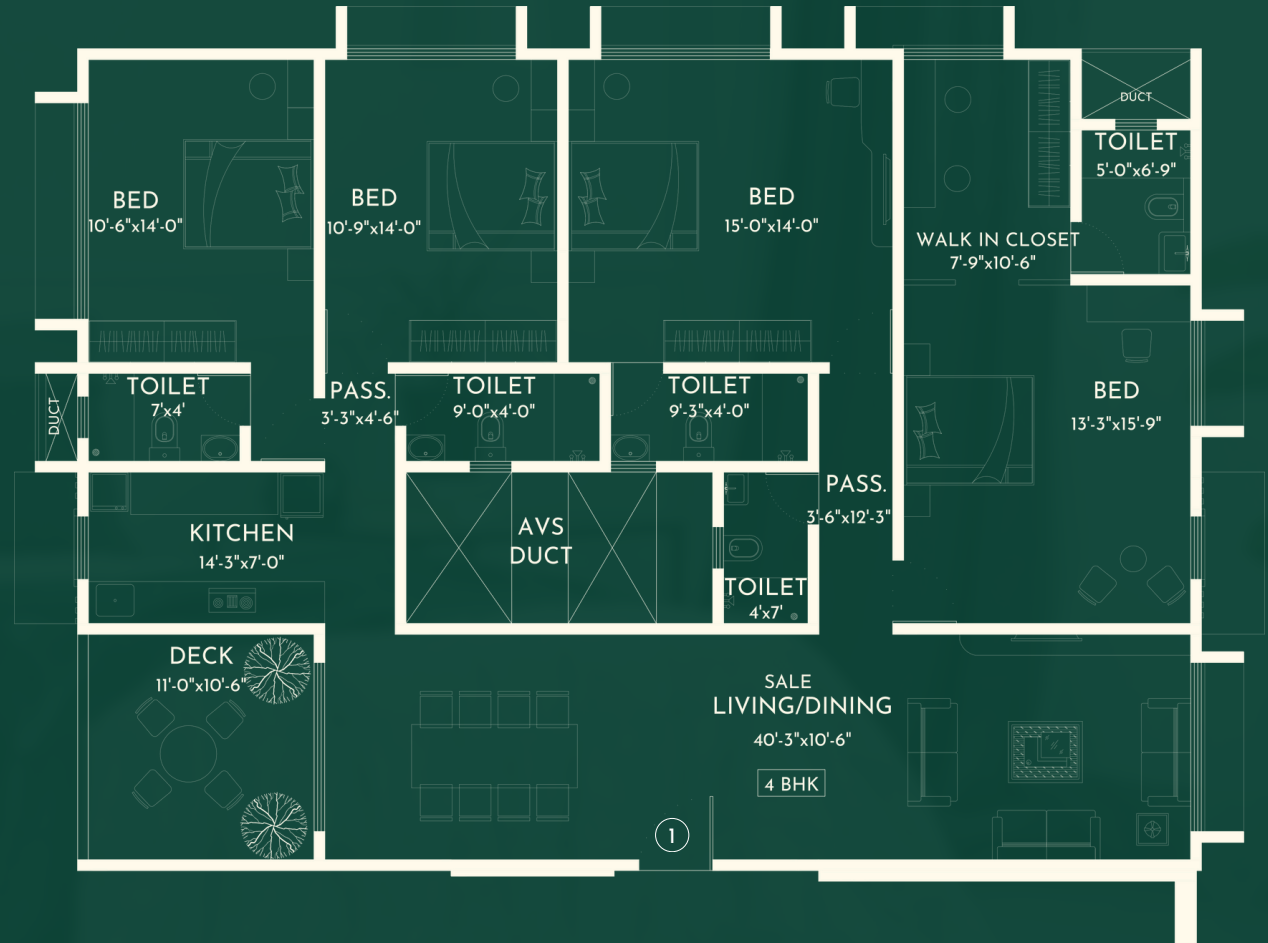 DUCT
TOILET
5'-0"x6'-9"
BED
10'-6"x14'-0"
BED
10'-9"x14'-0"
BED
15'-0"x14'-0"
WALK IN CLOSET
7'-9"x10'-6"
DUCT
TOILET
7'x4'
PASS.
3'-3"x4'-6"
TOILET
9'-0"x4'-0"
TOILET
9'-3"x4'-0"
BED
13'-3"x15'-9"
KITCHEN
14'-3"x7'-0"
AVS
DUCT
PASS.
3'-6"x12'-3"
TOILET
4'x7'
DECK
11'-0"x10'-6"
SALE
LIVING/DINING
40'-3"x10'-6"
4 BHK
1